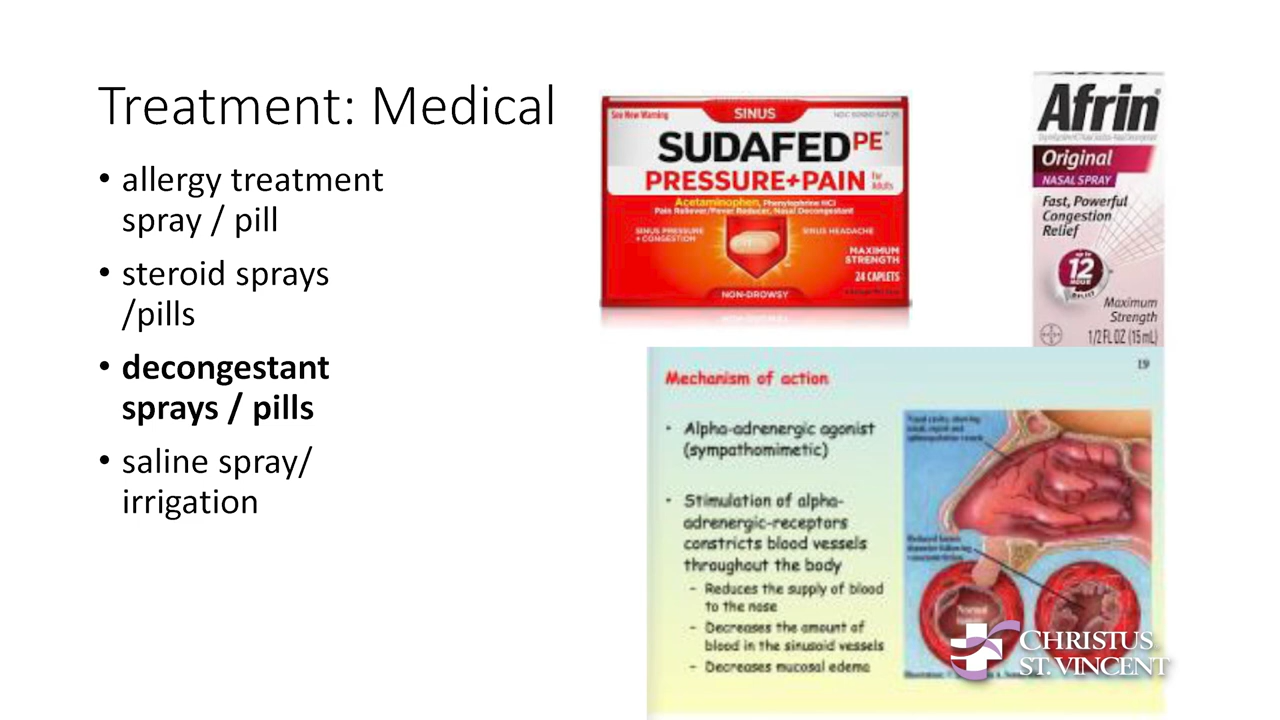 Treatment: Medical
• allergy treatment
spray / pill
• steroid sprays
/pills
• decongestant
sprays / pills
• saline spray/
irrigation
See New Warning
SINUS
SUDAFED PE
PRESSURE+PAIN for Adults
Acetaminophen, Phenylephrine HCl
Pain Reliever/Fever Reducer, Nasal Decongestant
SINUS PRESSURE
+ CONGESTION
SINUS HEADACHE
MAXIMUM
STRENGTH
24 CAPLETS
NON-DROWSY
Afrin®
Original
NASAL SPRAY
Fast, Powerful
Congestion
Relief
up to
12
HOUR
RELIEF
Maximum
Strength
1/2 FL OZ (15 mL)
19
Mechanism of action
• Alpha-adrenergic agonist
(sympathomimetic)
• Stimulation of alpha-
adrenergic-receptors
constricts blood vessels
throughout the body
– Reduces the supply of blood
to the nose
– Decreases the amount of
blood in the sinusoid vessels
– Decreases mucosal edema
Normal
CHRISTUS
ST. VINCENT